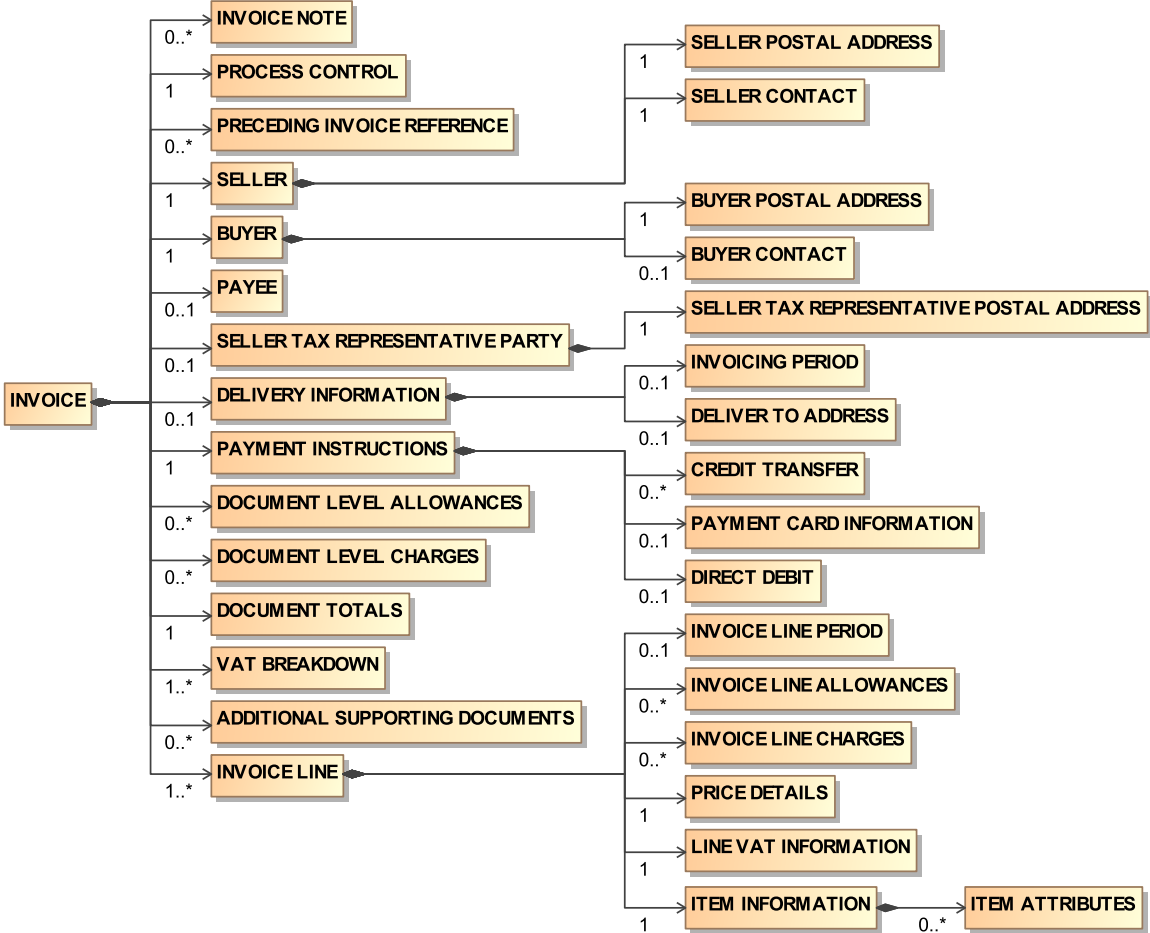 INVOICE
INVOICE NOTE
0..*
PROCESS CONTROL
1
PRECEDING INVOICE REFERENCE
0..*
SELLER
1
SELLER POSTAL ADDRESS
1
SELLER CONTACT
1
BUYER
1
BUYER POSTAL ADDRESS
1
BUYER CONTACT
0..1
PAYEE
0..1
SELLER TAX REPRESENTATIVE PARTY
0..1
SELLER TAX REPRESENTATIVE POSTAL ADDRESS
1
DELIVERY INFORMATION
0..1
INVOICING PERIOD
0..1
DELIVER TO ADDRESS
0..1
PAYMENT INSTRUCTIONS
1
CREDIT TRANSFER
0..*
PAYMENT CARD INFORMATION
0..1
DIRECT DEBIT
0..1
DOCUMENT LEVEL ALLOWANCES
0..*
DOCUMENT LEVEL CHARGES
0..*
DOCUMENT TOTALS
1
VAT BREAKDOWN
1..*
ADDITIONAL SUPPORTING DOCUMENTS
0..*
INVOICE LINE
1..*
INVOICE LINE PERIOD
0..1
INVOICE LINE ALLOWANCES
0..*
INVOICE LINE CHARGES
0..*
PRICE DETAILS
1
LINE VAT INFORMATION
1
ITEM INFORMATION
1
ITEM ATTRIBUTES
0..*